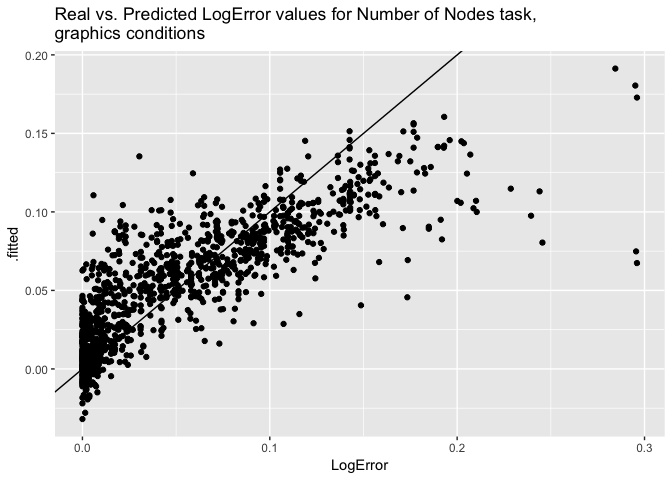 Real vs. Predicted LogError values for Number of Nodes task,
graphics conditions
0.20
0.15
0.10
0.05
0.00
.fitted
0.0
0.1
0.2
0.3
LogError